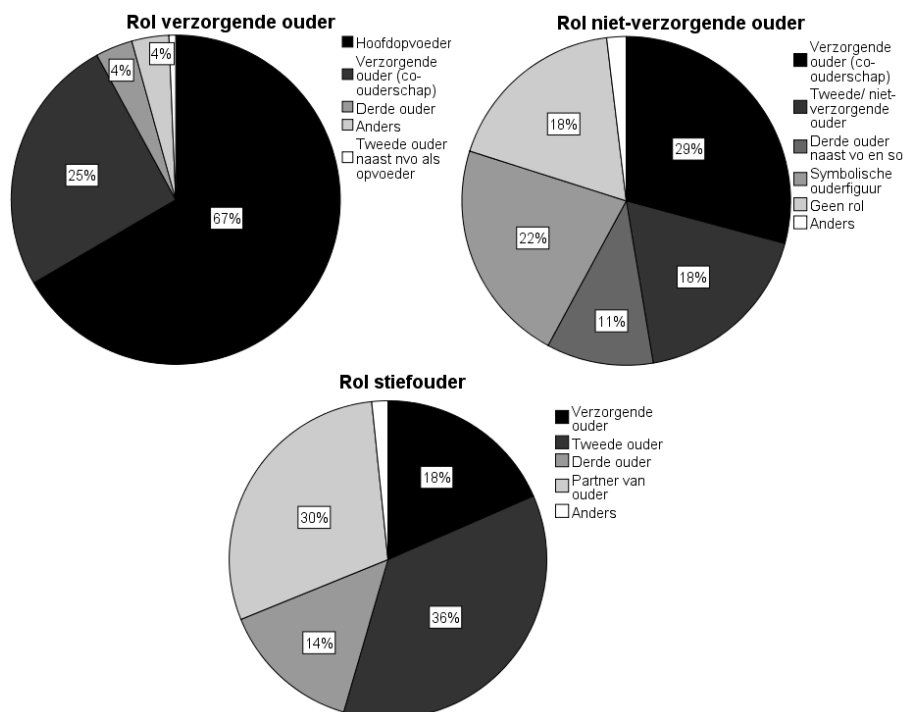 Rol verzorgende ouder
4%
4%
25%
67%
Hoofdopvoeder
Verzorgende
ouder (co-
ouderschap)
Derde ouder
Anders
Tweede ouder
naast nvo als
opvoeder
Rol niet-verzorgende ouder
18%
29%
22%
18%
11%
Verzorgende
ouder (co-
ouderschap)
Tweede/ niet-
verzorgende
ouder
Derde ouder
naast vo en so
Symbolische
ouderfiguur
Geen rol
Anders
Rol stiefouder
18%
30%
36%
14%
Verzorgende
ouder
Tweede ouder
Derde ouder
Partner van
ouder
Anders